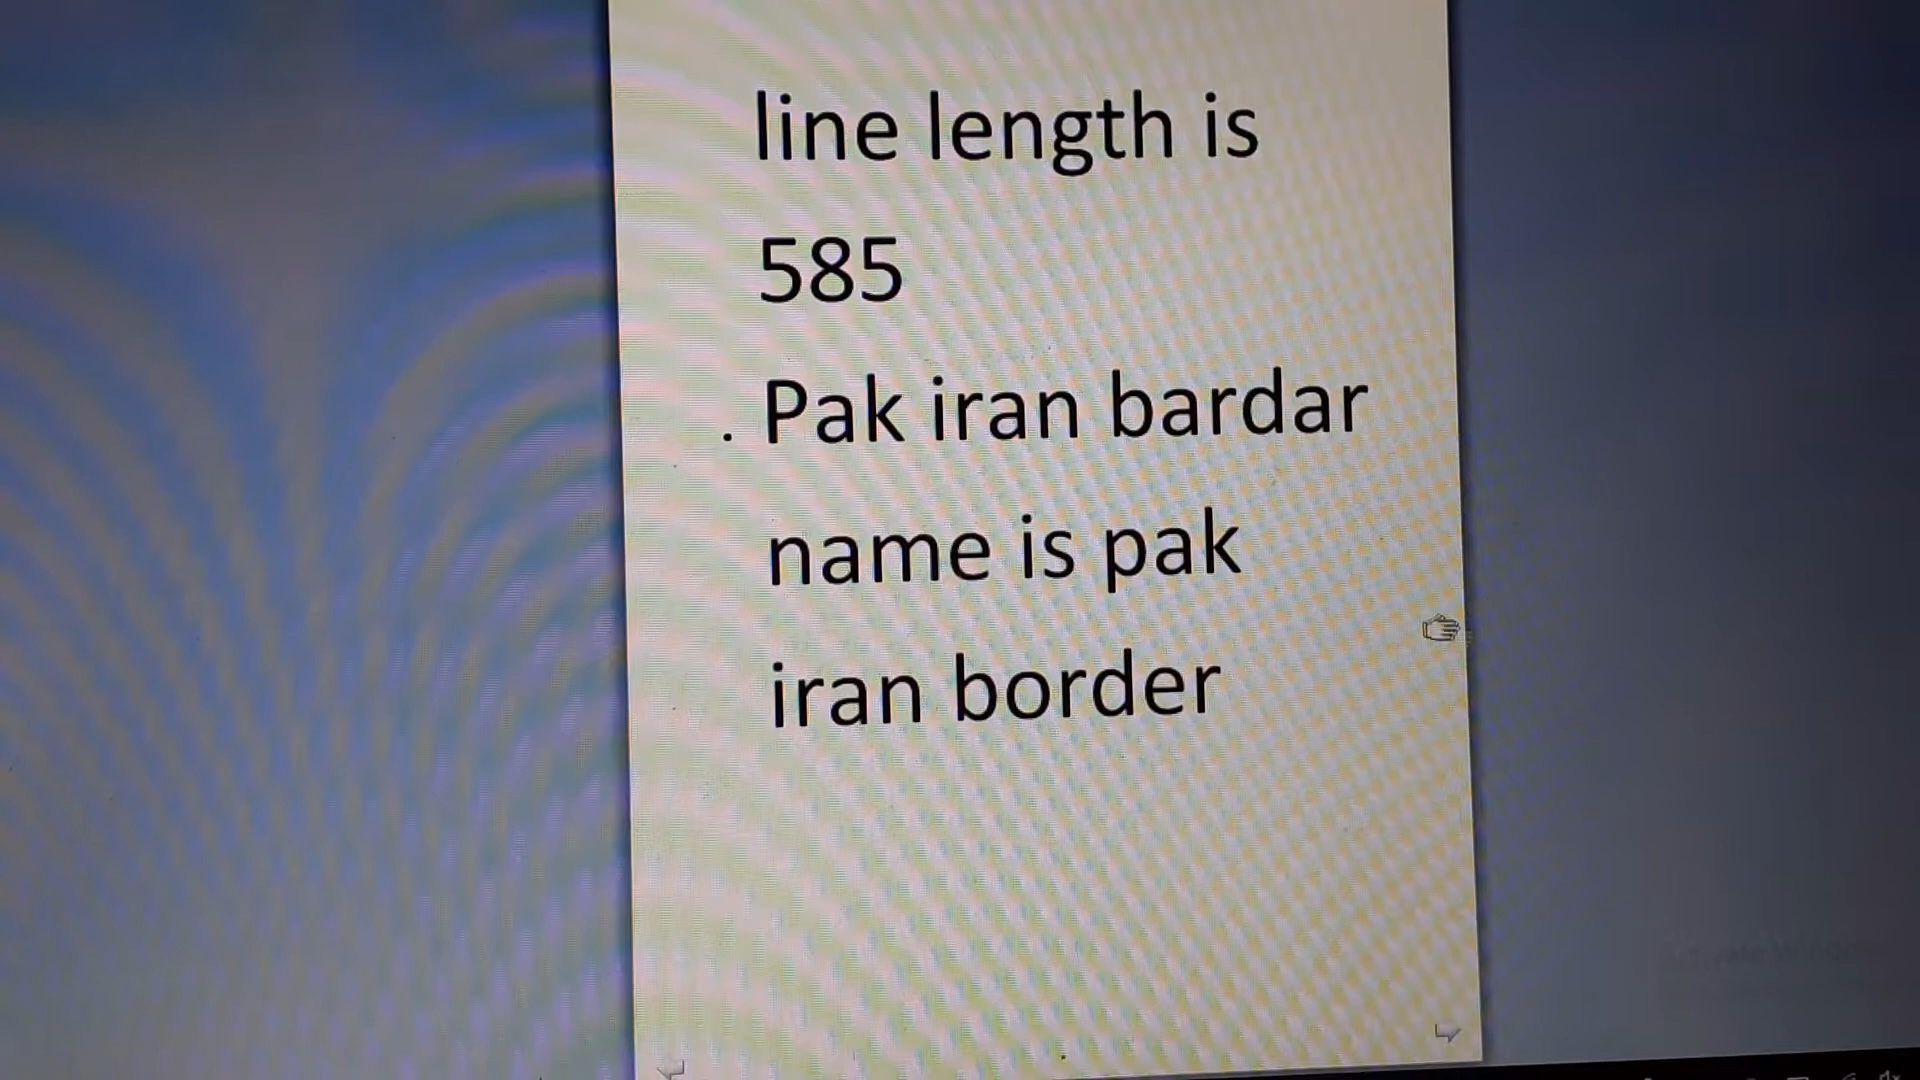 line length is
585
. Pak iran bardar
name is pak
iran border